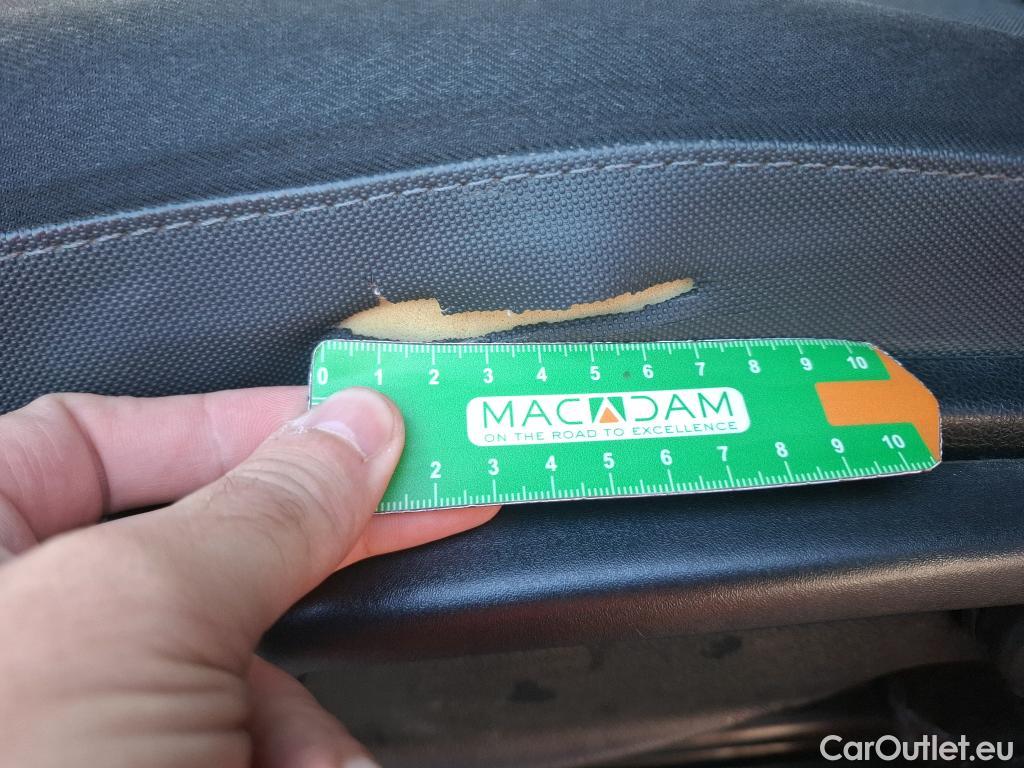 0 1 2 3 4 5 6 7 8 9 10
MACADAM
ON THE ROAD TO EXCELLENCE
2 3 4 5 6 7 8 9 10
CarOutlet.eu